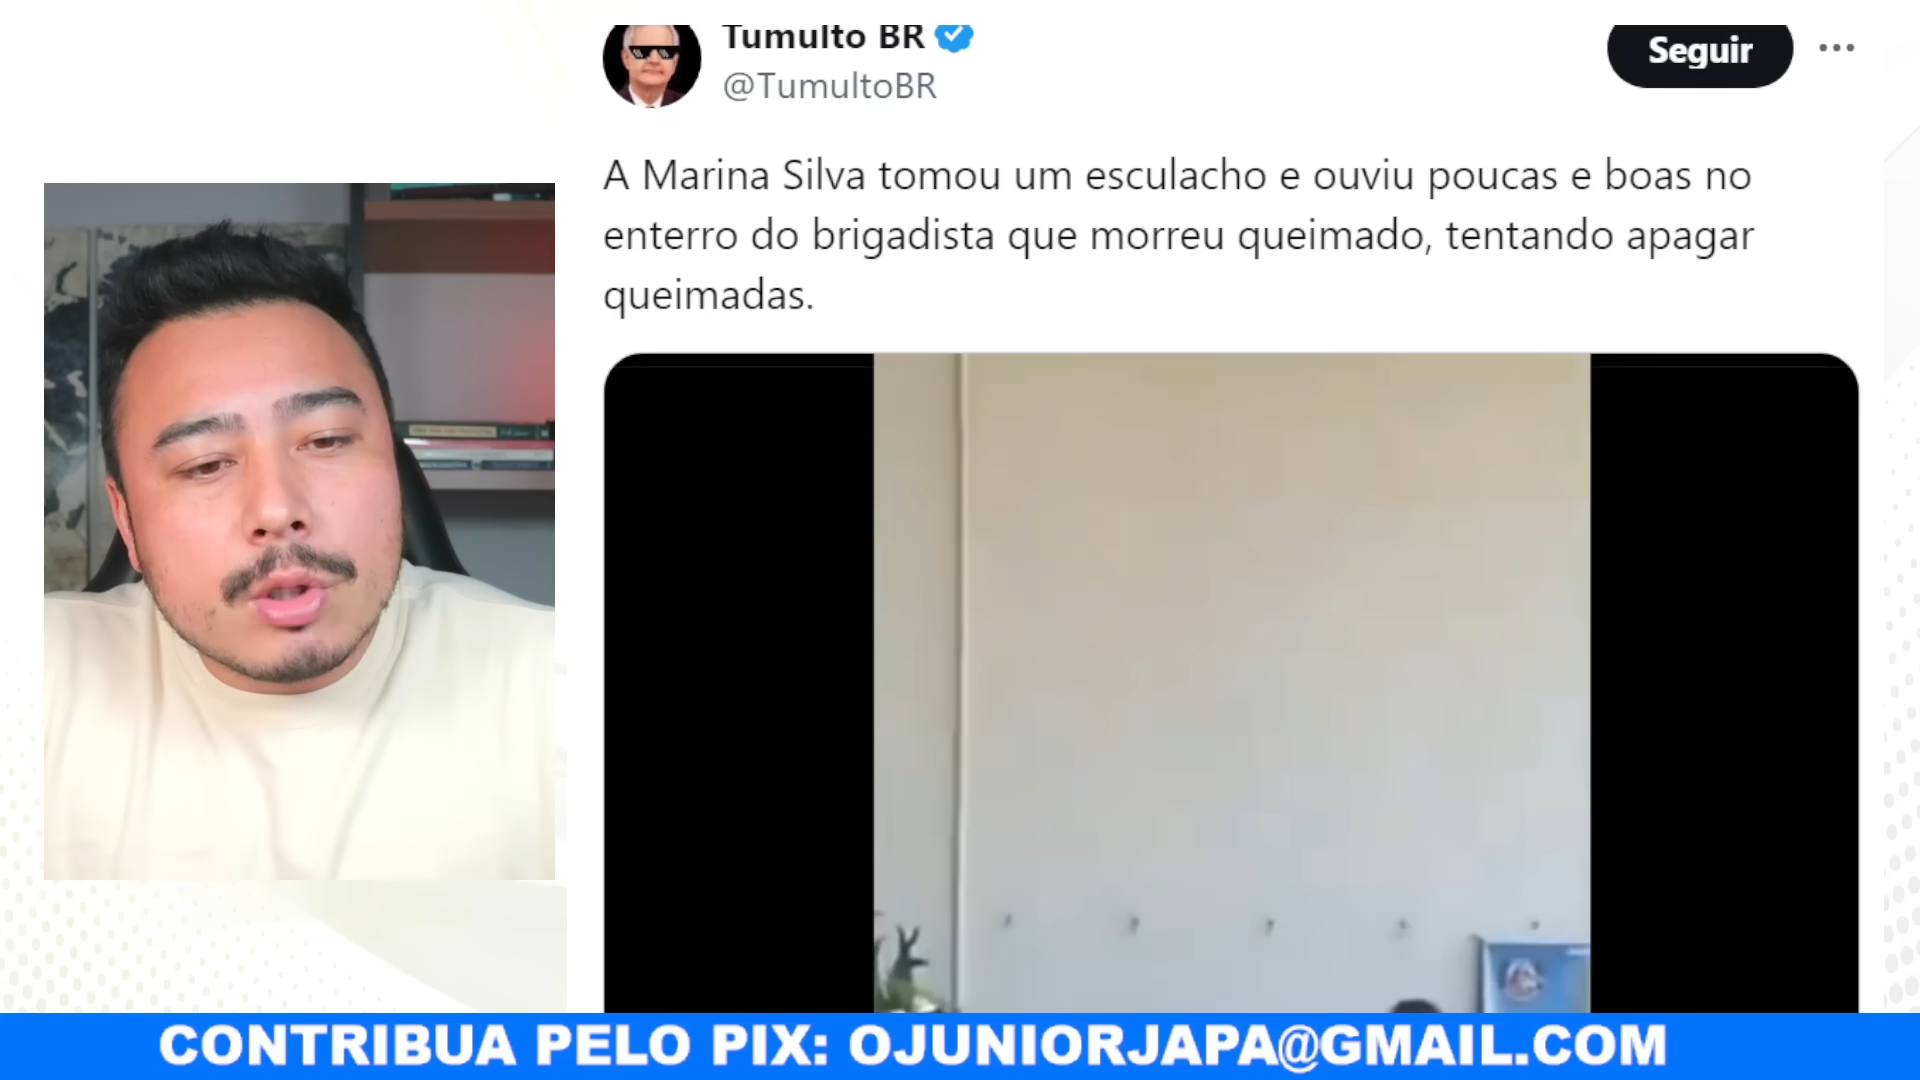 Tumulto BR
@TumultoBR
Seguir
A Marina Silva tomou um esculacho e ouviu poucas e boas no
enterro do brigadista que morreu queimado, tentando apagar
queimadas.
CONTRIBUA PELO PIX: OJUNIORJAPA@GMAIL.COM